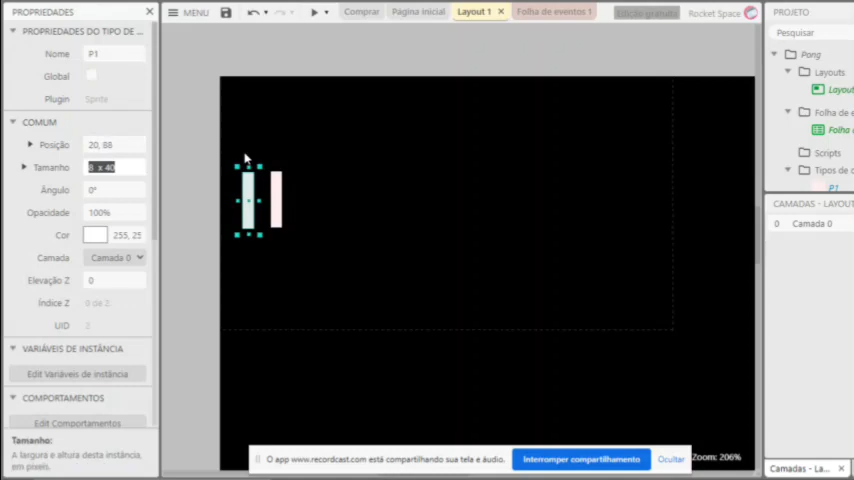 PROPRIEDADES
MENU
Comprar
Página Inicial
Layout 1
Folha de eventos 1
Edição gratuita
Rocket Space
PROJETO
PROPRIEDADES DO TIPO DE ...
Nome P1
Global
Plugin Sprite
COMUM
Posição 20, 88
Tamanho 8 x 40
Ângulo 0°
Opacidade 100%
Cor 255, 25
Camada Camada 0
Elevação Z 0
Índice Z 0 de 2
UID 2
VARIÁVEIS DE INSTÂNCIA
Edit Variáveis de instância
COMPORTAMENTOS
Edit Comportamentos
Tamanho:
A largura e altura desta instância,
em pixels.
O app www.recordcast.com está compartilhando sua tela e áudio.
Interromper compartilhamento
Ocultar
Zoom: 206%
Pesquisar
Pong
Layouts
Layou
Folha de e
Folha
Scripts
Tipos de o
P1
CAMADAS - LAYOUT
0 Camada 0
Camadas - La...